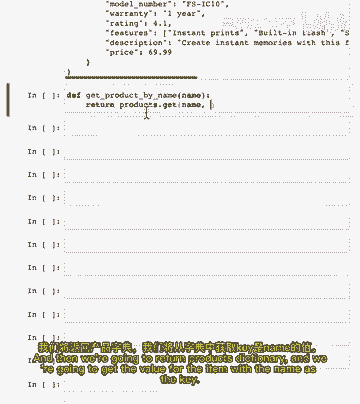 "model_number": "FS-IC10",
"warranty": "1 year",
"rating": 4.1,
"features": ["Instant prints", "Built-in flash", "S
"description": "Create instant memories with this f
"price": 69.99
}
}
In [ ]: def get_product_by_name(name):
return products.get(name, )
In [ ]:
In [ ]:
In [ ]:
In [ ]:
In [ ]:
In [ ]:
In [ ]:
In [ ]:
In [ ]:
In [ ]:
我们将返回产品字典，我们将从字典中获取key是name的值。
And then we're going to return products dictionary, and we
're going to get the value for the item with the name as
the key.
In [ ]: